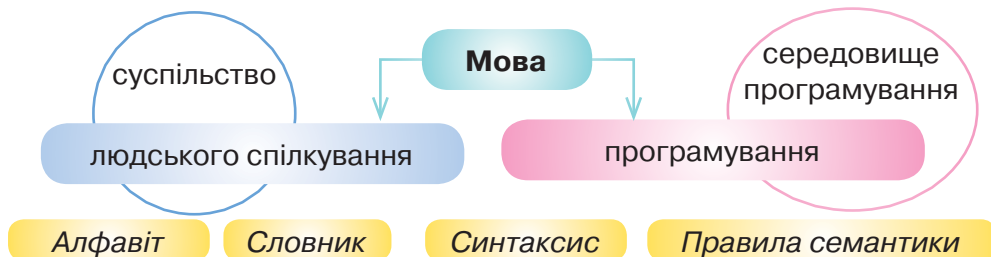 Мова
суспільство
середовище
програмування
людського спілкування
програмування
Алфавіт
Словник
Синтаксис
Правила семантики